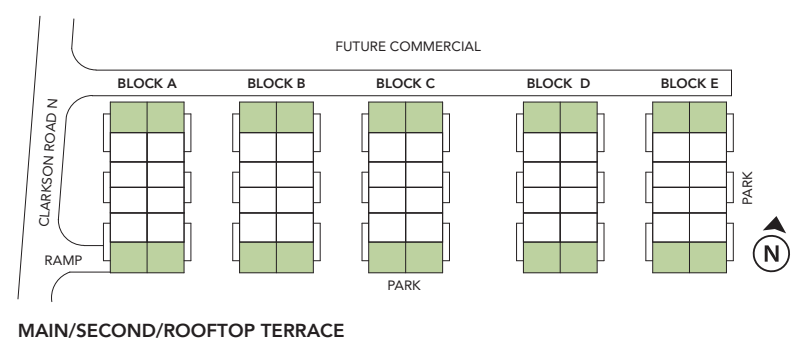 FUTURE COMMERCIAL
BLOCK A BLOCK B BLOCK C BLOCK D BLOCK E
CLARKSON ROAD N
PARK
RAMP
N
PARK
MAIN/SECOND/ROOFTOP TERRACE